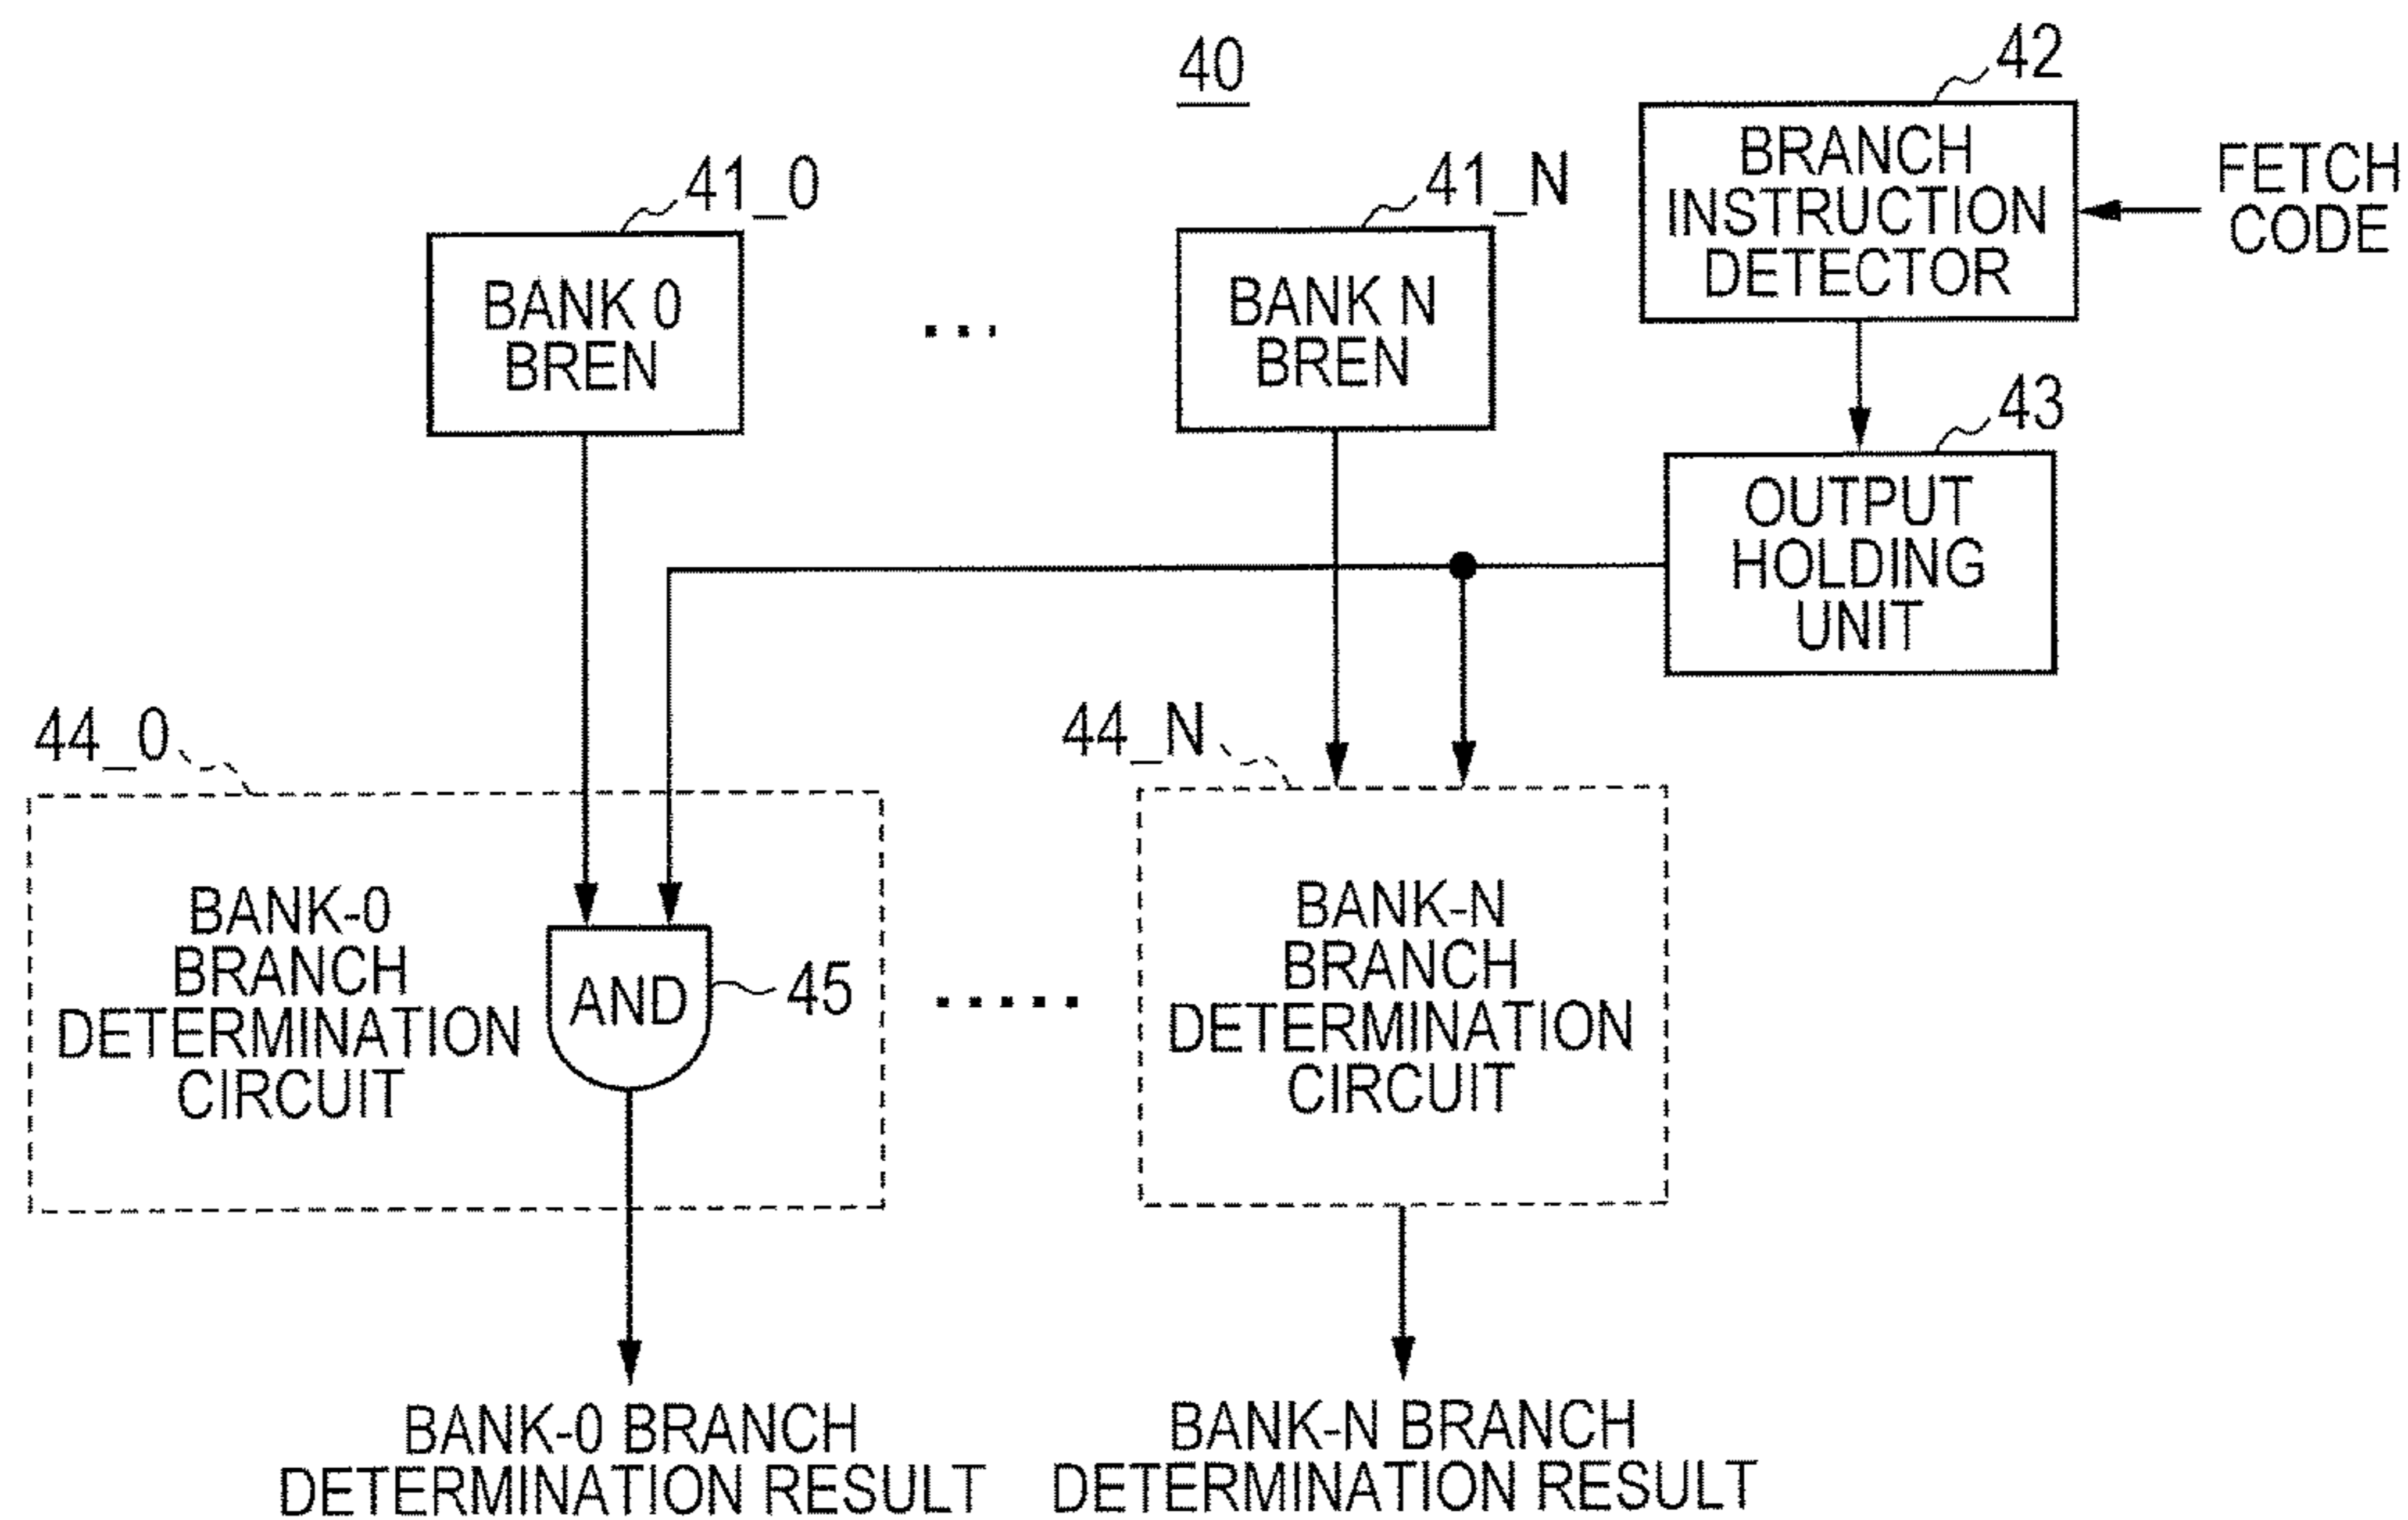 40
42
BRANCH
INSTRUCTION
DETECTOR
FETCH
CODE
41_0
BANK 0
BREN
41_N
BANK N
BREN
43
OUTPUT
HOLDING
UNIT
44_0
BANK-0
BRANCH
DETERMINATION
CIRCUIT
AND
45
44_N
BANK-N
BRANCH
DETERMINATION
CIRCUIT
BANK-0 BRANCH
DETERMINATION RESULT
BANK-N BRANCH
DETERMINATION RESULT